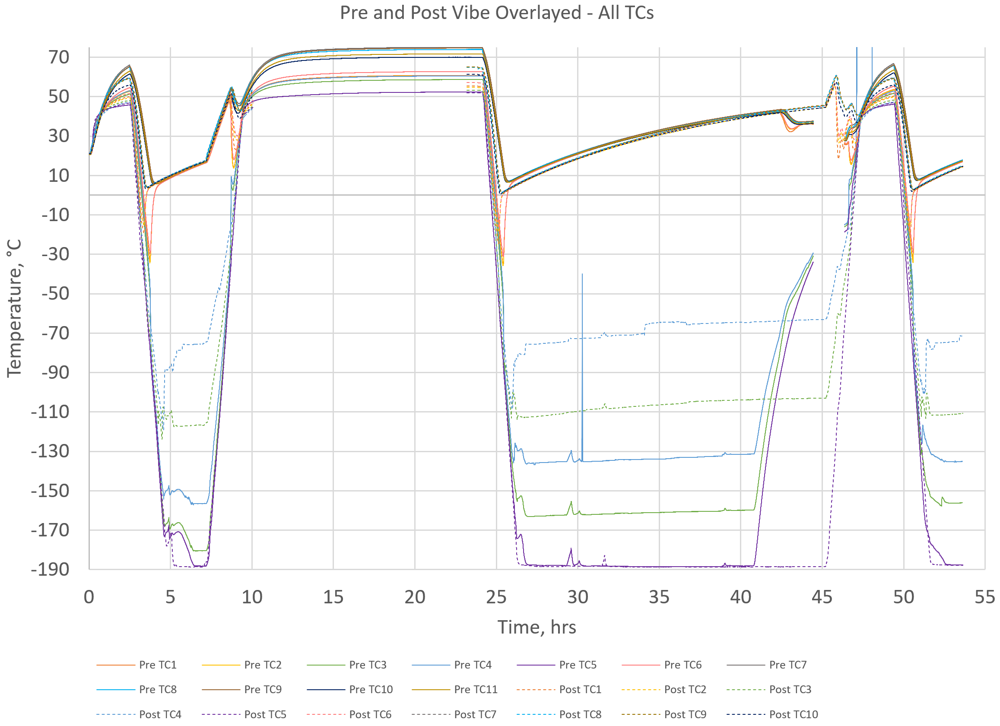 Pre and Post Vibe Overlayed - All TCs
Temperature, °C
70
50
30
10
-10
-30
-50
-70
-90
-110
-130
-150
-170
-190
0 5 10 15 20 25 30 35 40 45 50 55
Time, hrs
Pre TC1 Pre TC2 Pre TC3 Pre TC4 Pre TC5 Pre TC6 Pre TC7
Pre TC8 Pre TC9 Pre TC10 Pre TC11 Post TC1 Post TC2 Post TC3
Post TC4 Post TC5 Post TC6 Post TC7 Post TC8 Post TC9 Post TC10